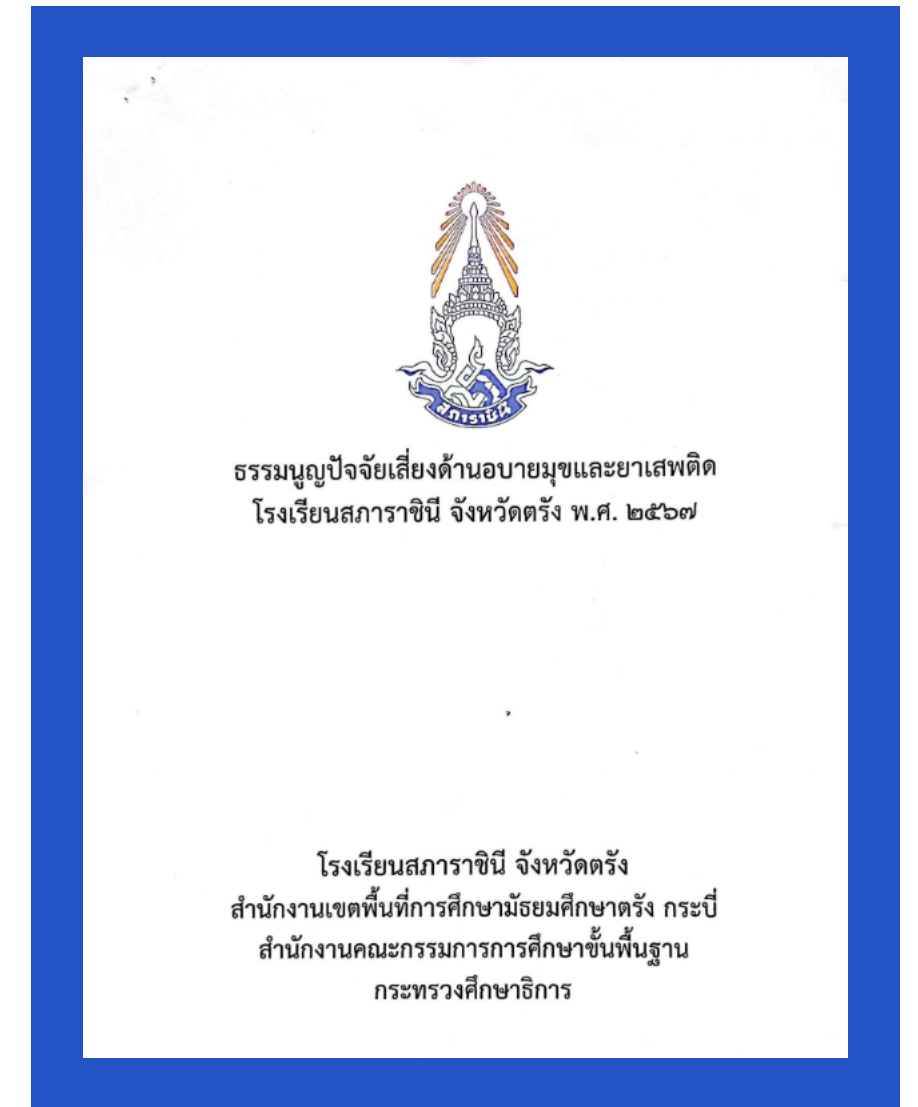 สภาราชินี
ธรรมนูญปัจจัยเสี่ยงด้านอบายมุขและยาเสพติด
โรงเรียนสภาราชินี จังหวัดตรัง พ.ศ. ๒๕๖๗
โรงเรียนสภาราชินี จังหวัดตรัง
สำนักงานเขตพื้นที่การศึกษามัธยมศึกษาตรัง กระบี่
สำนักงานคณะกรรมการการศึกษาขั้นพื้นฐาน
กระทรวงศึกษาธิการ